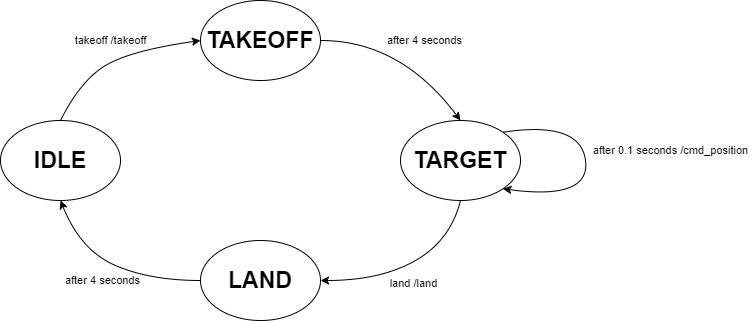 takeoff /takeoff
TAKEOFF
after 4 seconds
IDLE
TARGET
after 0.1 seconds /cmd_position
after 4 seconds
LAND
land /land